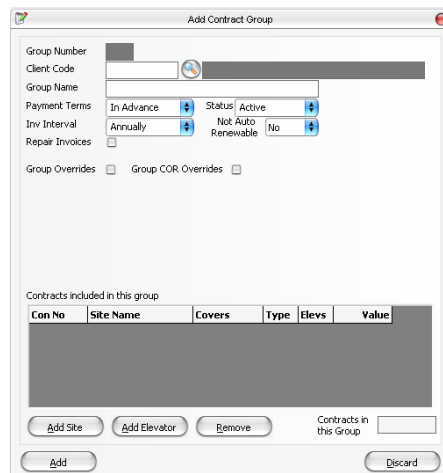 Add Contract Group
Group Number
Client Code
Group Name
Payment Terms In Advance Status Active
Inv Interval Annually Not Auto Renewable No
Repair Invoices
Group Overrides Group COR Overrides
Contracts included in this group
Con No Site Name Covers Type Elevs Value
Add Site Add Elevator Remove Contracts in this Group
Add Discard